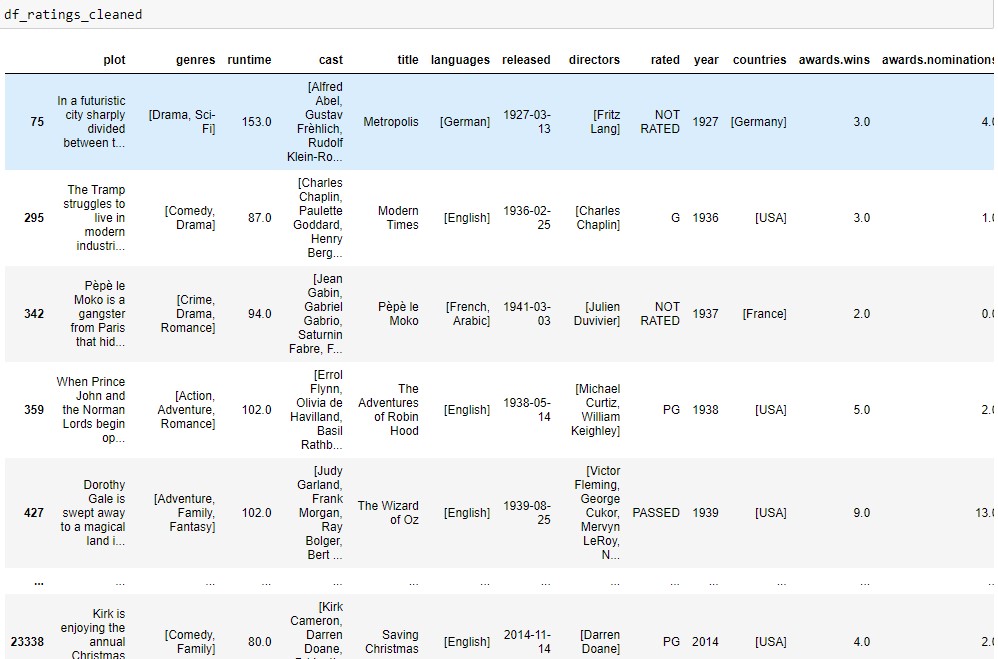 df_ratings_cleaned
plot genres runtime cast title languages released directors rated year countries awards.wins awards.nominations
75 In a futuristic city sharply divided between t... [Drama, Sci-Fi] 153.0 [Alfred Abel, Gustav Frèhlich, Rudolf Klein-Ro... Metropolis [German] 1927-03-13 [Fritz Lang] NOT RATED 1927 [Germany] 3.0 4.0
295 The Tramp struggles to live in modern industri... [Comedy, Drama] 87.0 [Charles Chaplin, Paulette Goddard, Henry Berg... Modern Times [English] 1936-02-25 [Charles Chaplin] G 1936 [USA] 3.0 1.0
342 Pèpè le Moko is a gangster from Paris that hid... [Crime, Drama, Romance] 94.0 [Jean Gabin, Gabriel Gabrio, Saturnin Fabre, F... Pèpè le Moko [French, Arabic] 1941-03-03 [Julien Duvivier] NOT RATED 1937 [France] 2.0 0.0
359 When Prince John and the Norman Lords begin op... [Action, Adventure, Romance] 102.0 [Errol Flynn, Olivia de Havilland, Basil Rathb... The Adventures of Robin Hood [English] 1938-05-14 [Michael Curtiz, William Keighley] PG 1938 [USA] 5.0 2.0
427 Dorothy Gale is swept away to a magical land i... [Adventure, Family, Fantasy] 102.0 [Judy Garland, Frank Morgan, Ray Bolger, Bert ... The Wizard of Oz [English] 1939-08-25 [Victor Fleming, George Cukor, Mervyn LeRoy, N... PASSED 1939 [USA] 9.0 13.0
... ... ... ... ... ... ... ... ... ... ... ... ... ...
23338 Kirk is enjoying the annual Christmas [Comedy, Family] 80.0 [Kirk Cameron, Darren Doane, Saving Christmas [English] 2014-11-14 [Darren Doane] PG 2014 [USA] 4.0 2.0